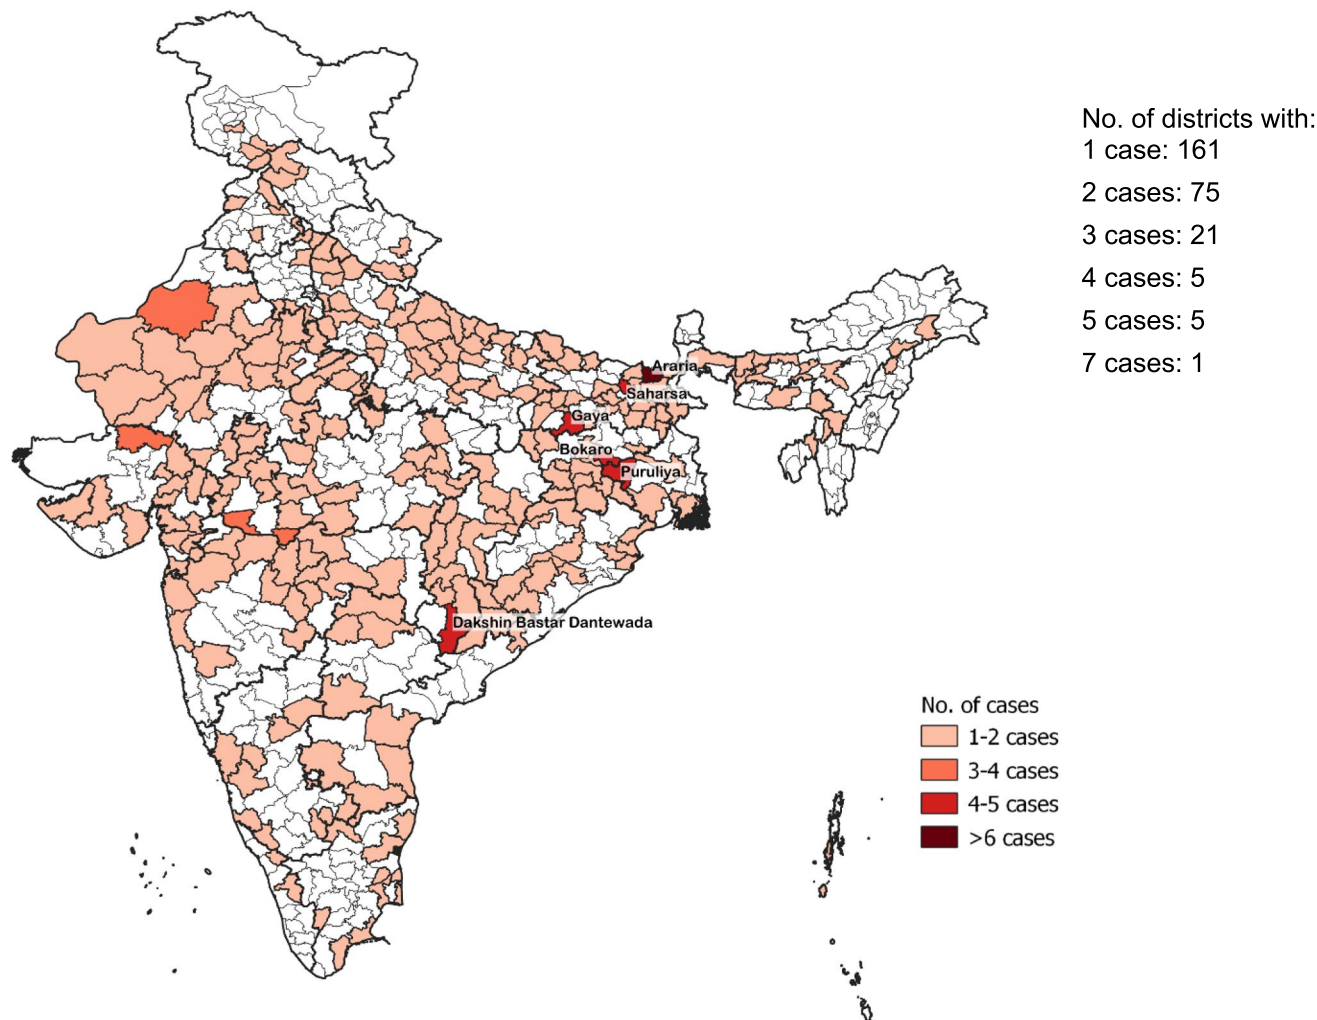 No. of districts with:
1 case: 161
2 cases: 75
3 cases: 21
4 cases: 5
5 cases: 5
7 cases: 1
Araria
Saharsa
Gaya
Bokaro
Puruliya
Dakshin Bastar Dantewada
No. of cases
1-2 cases
3-4 cases
4-5 cases
>6 cases